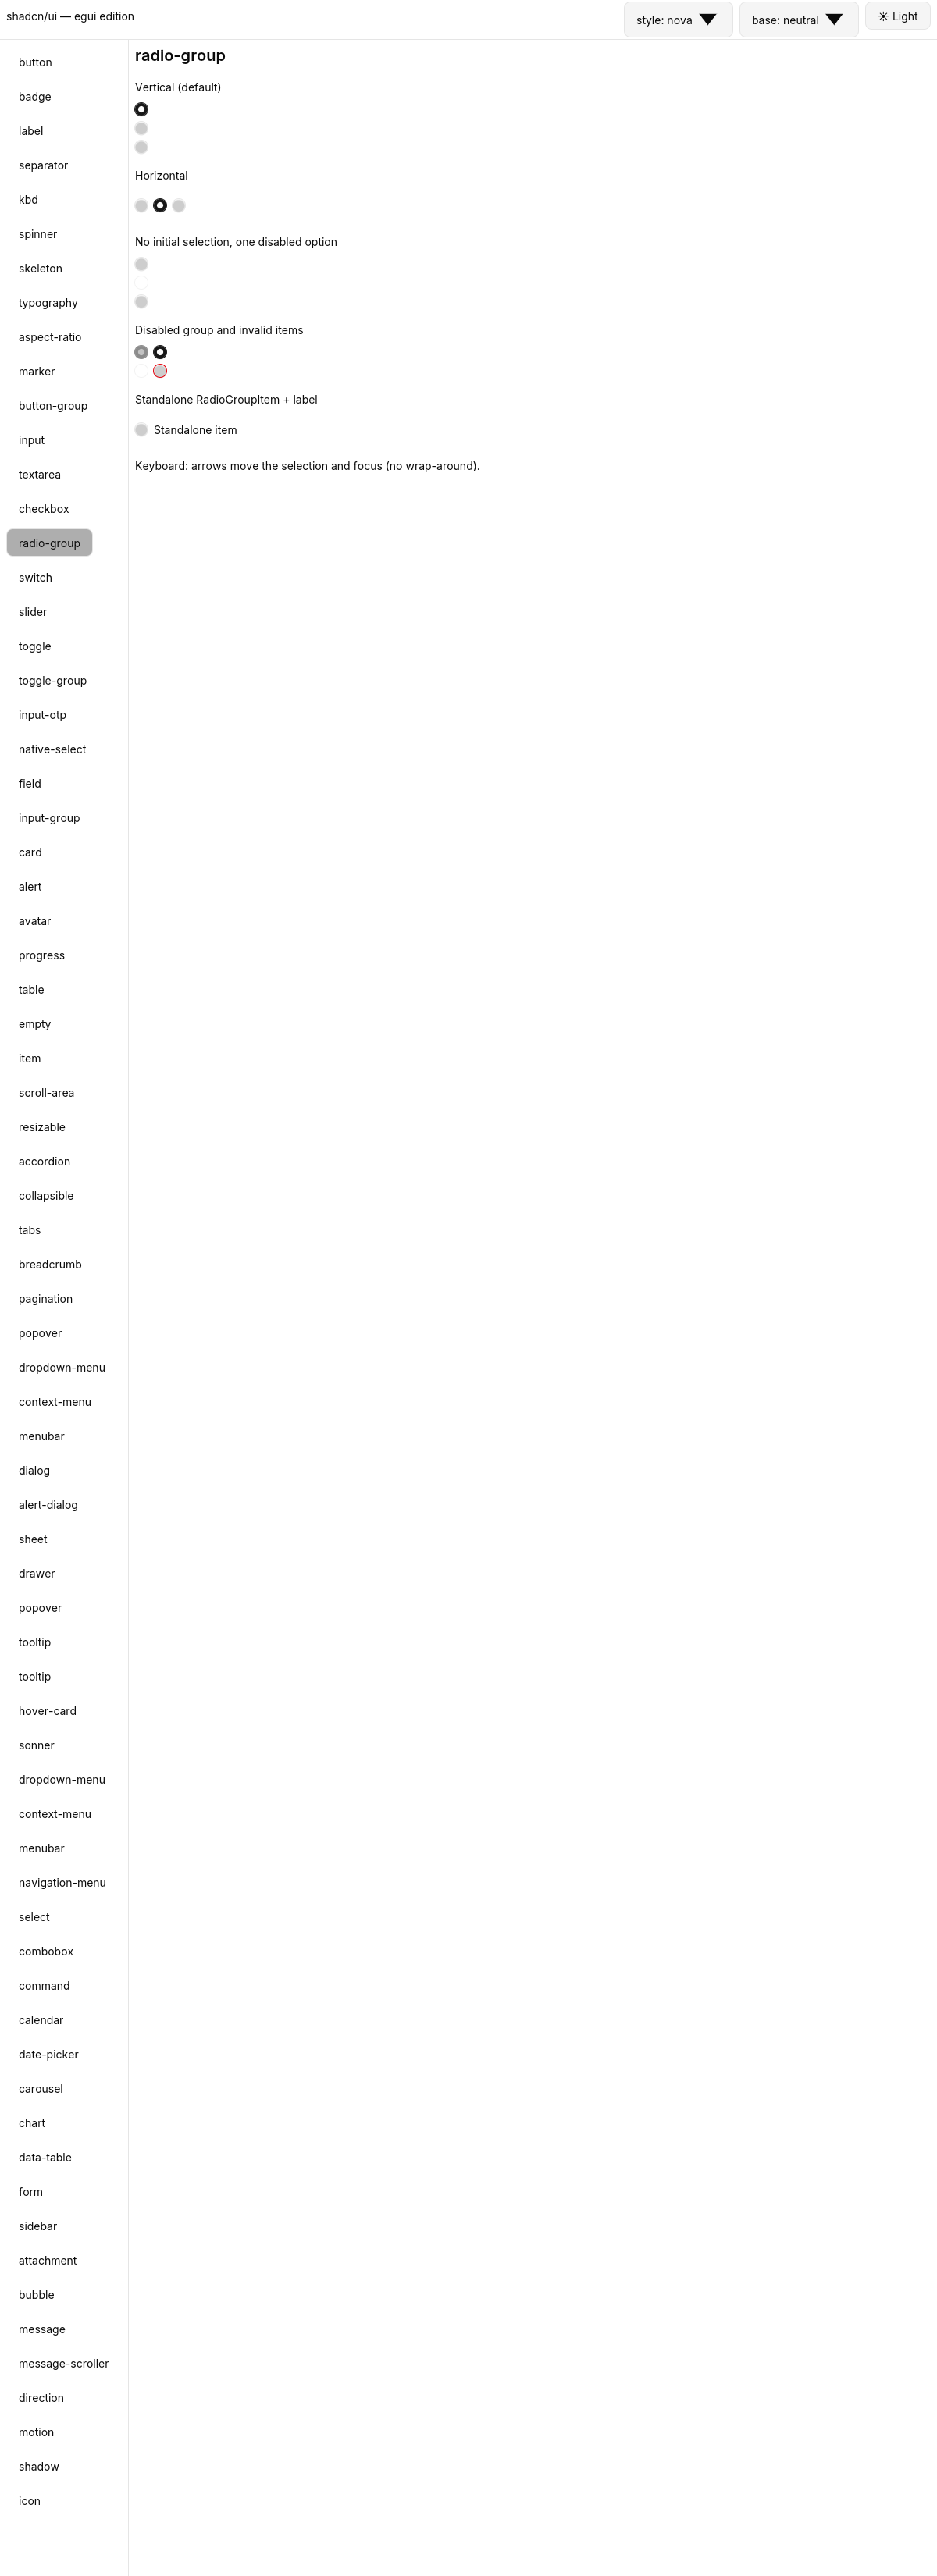 shadcn/ui — egui edition
style: nova
base: neutral
☀ Light
button
badge
label
separator
kbd
spinner
skeleton
typography
aspect-ratio
marker
button-group
input
textarea
checkbox
radio-group
switch
slider
toggle
toggle-group
input-otp
native-select
field
input-group
card
alert
avatar
progress
table
empty
item
scroll-area
resizable
accordion
collapsible
tabs
breadcrumb
pagination
popover
dropdown-menu
context-menu
menubar
dialog
alert-dialog
sheet
drawer
popover
tooltip
tooltip
hover-card
sonner
dropdown-menu
context-menu
menubar
navigation-menu
select
combobox
command
calendar
date-picker
carousel
chart
data-table
form
sidebar
attachment
bubble
message
message-scroller
direction
motion
shadow
icon
radio-group
Vertical (default)
Horizontal
No initial selection, one disabled option
Disabled group and invalid items
Standalone RadioGroupItem + label
Standalone item
Keyboard: arrows move the selection and focus (no wrap-around).